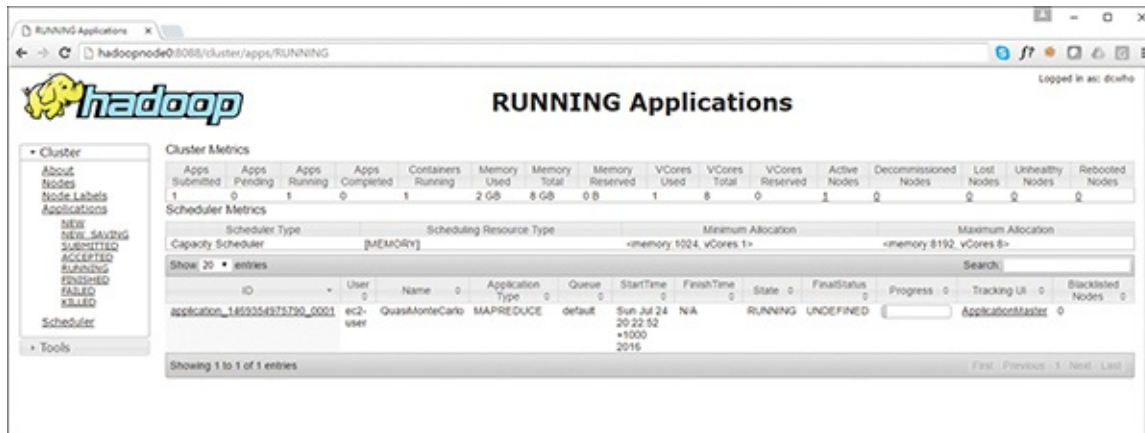 RUNNING Applications
hadoopnode0:8088/cluster/apps/RUNNING
Logged in as: dr.who
hadoop
RUNNING Applications
Cluster
About
Nodes
Node Labels
Applications
NEW
NEW_SAVING
SUBMITTED
ACCEPTED
RUNNING
FINISHED
FAILED
KILLED
Scheduler
Tools
Cluster Metrics
Apps Submitted Apps Pending Apps Running Apps Completed Containers Running Memory Used Memory Total Memory Reserved VCores Used VCores Total VCores Reserved Active Nodes Decommissioned Nodes Lost Nodes Unhealthy Nodes Rebooted Nodes
1 0 1 0 1 2 GB 8 GB 0 B 1 8 0 1 0 0 0 0
Scheduler Metrics
Scheduler Type Scheduling Resource Type Minimum Allocation Maximum Allocation
Capacity Scheduler [MEMORY] <memory:1024, vCores:1> <memory:8192, vCores:8>
Show 20 entries Search:
ID User Name Application Type Queue StartTime FinishTime State FinalStatus Progress Tracking UI Blacklisted Nodes
application_1469354975790_0001 ec2-user QuasiMonteCarlo MAPREDUCE default Sun Jul 24 20:22:52 +1000 2016 N/A RUNNING UNDEFINED ApplicationMaster 0
Showing 1 to 1 of 1 entries First Previous 1 Next Last